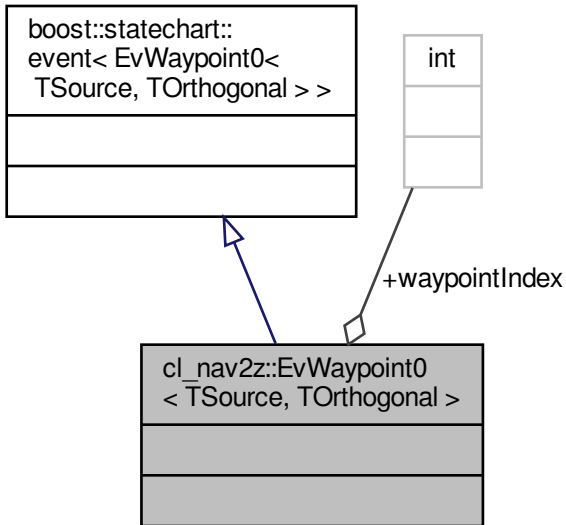 boost::statechart::
event< EvWaypoint0<
TSource, TOrthogonal > >
int
+waypointIndex
cl_nav2z::EvWaypoint0
< TSource, TOrthogonal >